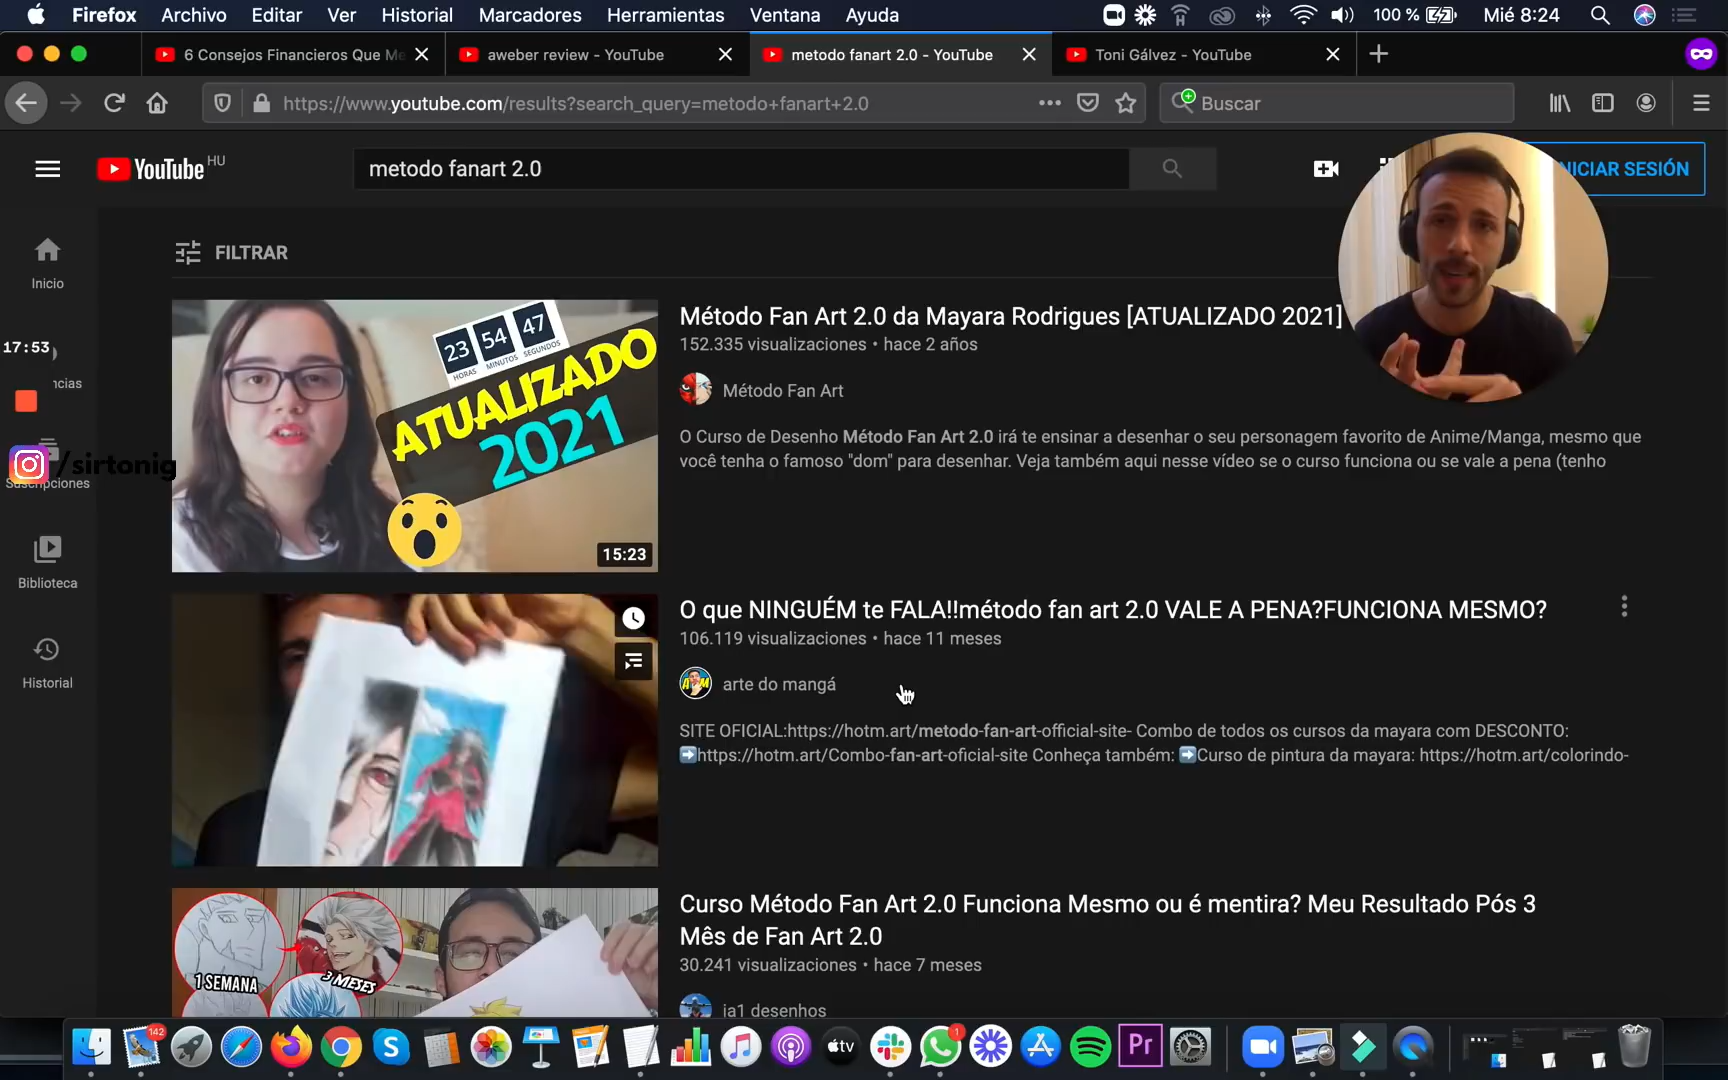 Firefox Archivo Editar Ver Historial Marcadores Herramientas Ventana Ayuda 100 % Mié 8:24
6 Consejos Financieros Que Me
aweber review - YouTube
metodo fanart 2.0 - YouTube
Toni Gálvez - YouTube
https://www.youtube.com/results?search_query=metodo+fanart+2.0
Buscar
YouTube HU
metodo fanart 2.0
INICIAR SESIÓN
Inicio
17:53
ncias
/sirtonig
Suscripciones
Biblioteca
Historial
FILTRAR
23 54 47
HORAS MINUTOS SEGUNDOS
ATUALIZADO
2021
15:23
Método Fan Art 2.0 da Mayara Rodrigues [ATUALIZADO 2021]
152.335 visualizaciones • hace 2 años
Método Fan Art
O Curso de Desenho Método Fan Art 2.0 irá te ensinar a desenhar o seu personagem favorito de Anime/Manga, mesmo que
você tenha o famoso "dom" para desenhar. Veja também aqui nesse vídeo se o curso funciona ou se vale a pena (tenho
O que NINGUÉM te FALA!!método fan art 2.0 VALE A PENA?FUNCIONA MESMO?
106.119 visualizaciones • hace 11 meses
arte do mangá
SITE OFICIAL:https://hotm.art/metodo-fan-art-official-site- Combo de todos os cursos da mayara com DESCONTO:
➡https://hotm.art/Combo-fan-art-oficial-site Conheça também: ➡Curso de pintura da mayara: https://hotm.art/colorindo-
1 SEMANA
3 MESES
Curso Método Fan Art 2.0 Funciona Mesmo ou é mentira? Meu Resultado Pós 3
Mês de Fan Art 2.0
30.241 visualizaciones • hace 7 meses
ia1 desenhos
142
S
tv
1
Pr